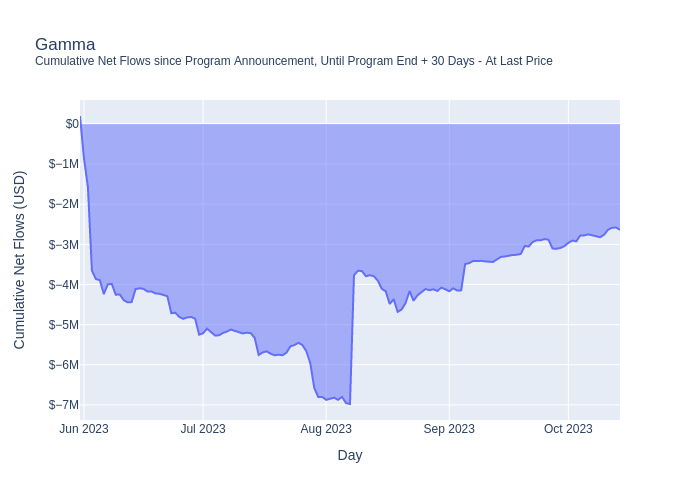 Gamma
Cumulative Net Flows since Program Announcement, Until Program End + 30 Days - At Last Price
$0
$−1M
$−2M
$−3M
$−4M
$−5M
$−6M
$−7M
Cumulative Net Flows (USD)
Jun 2023 Jul 2023 Aug 2023 Sep 2023 Oct 2023
Day